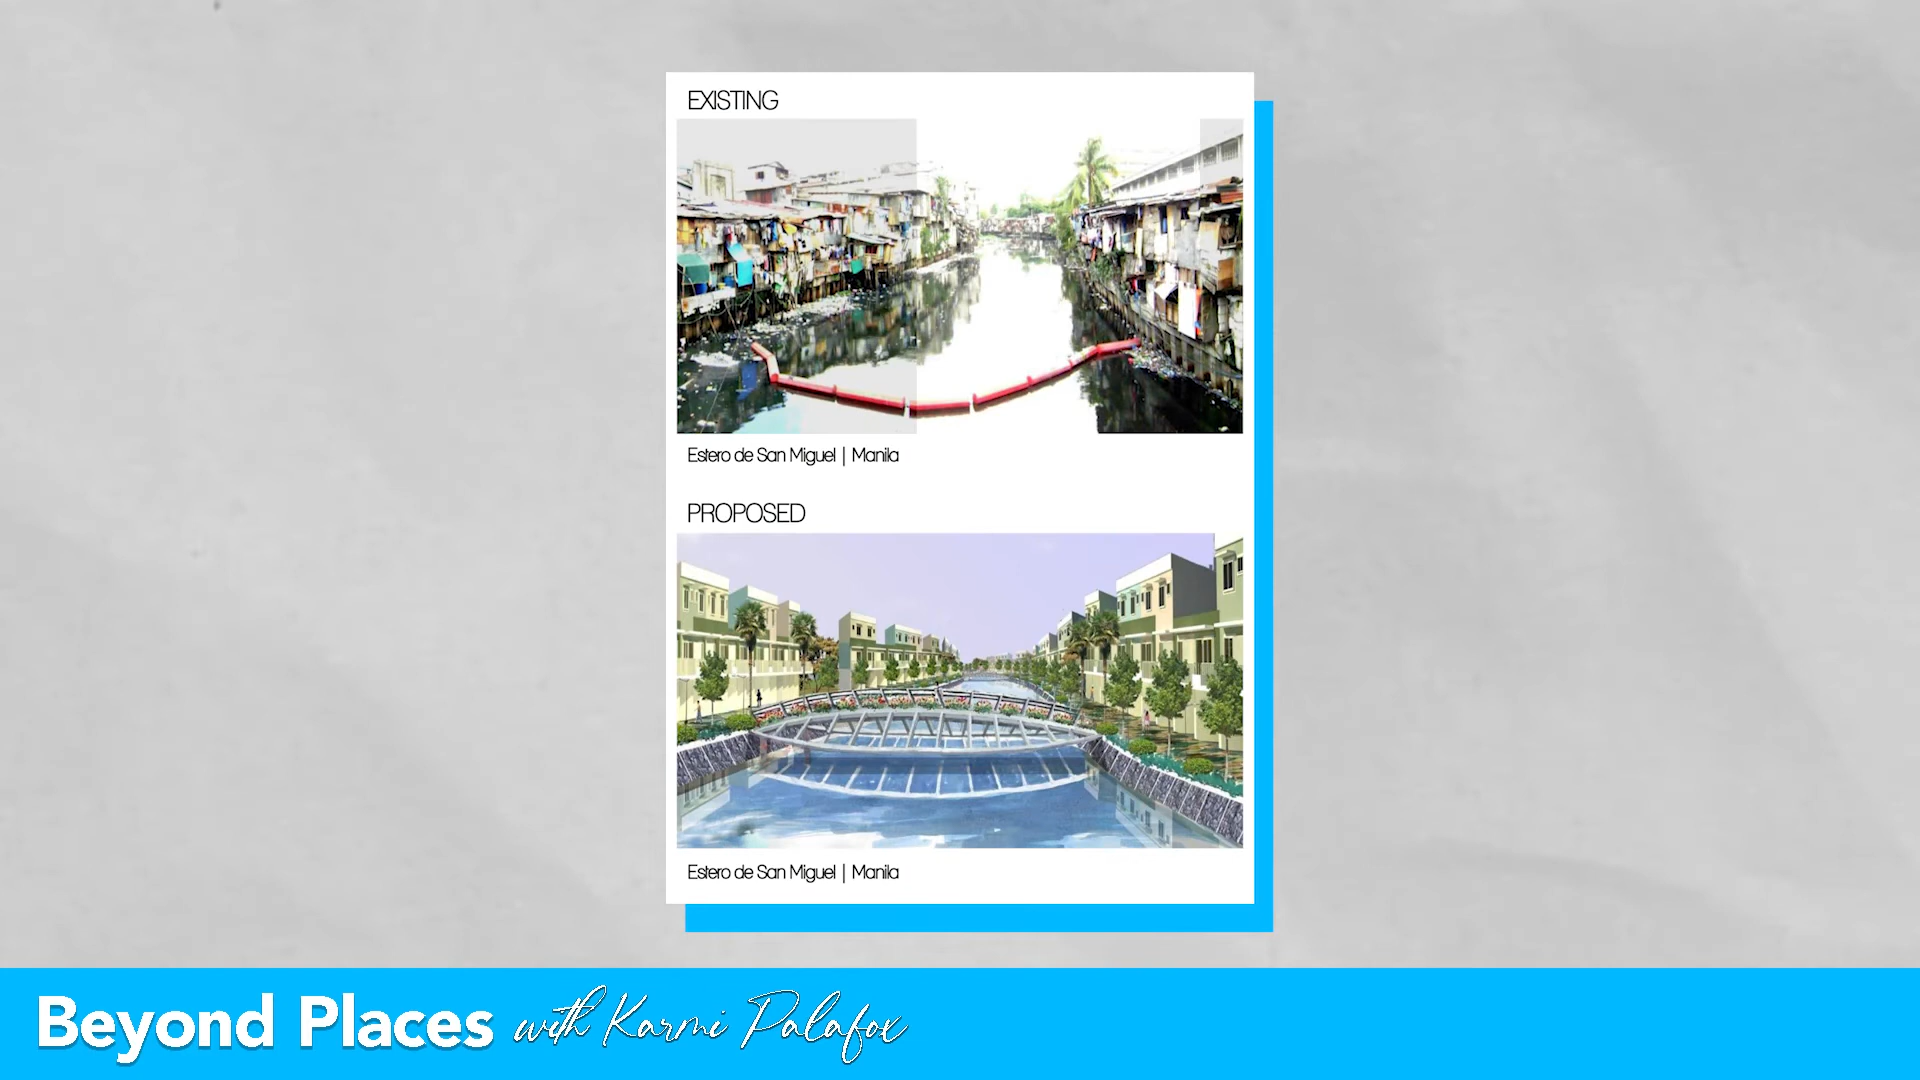 EXISTING
Estero de San Miguel | Manila
PROPOSED
Estero de San Miguel | Manila
Beyond Places with Karmi Palafox